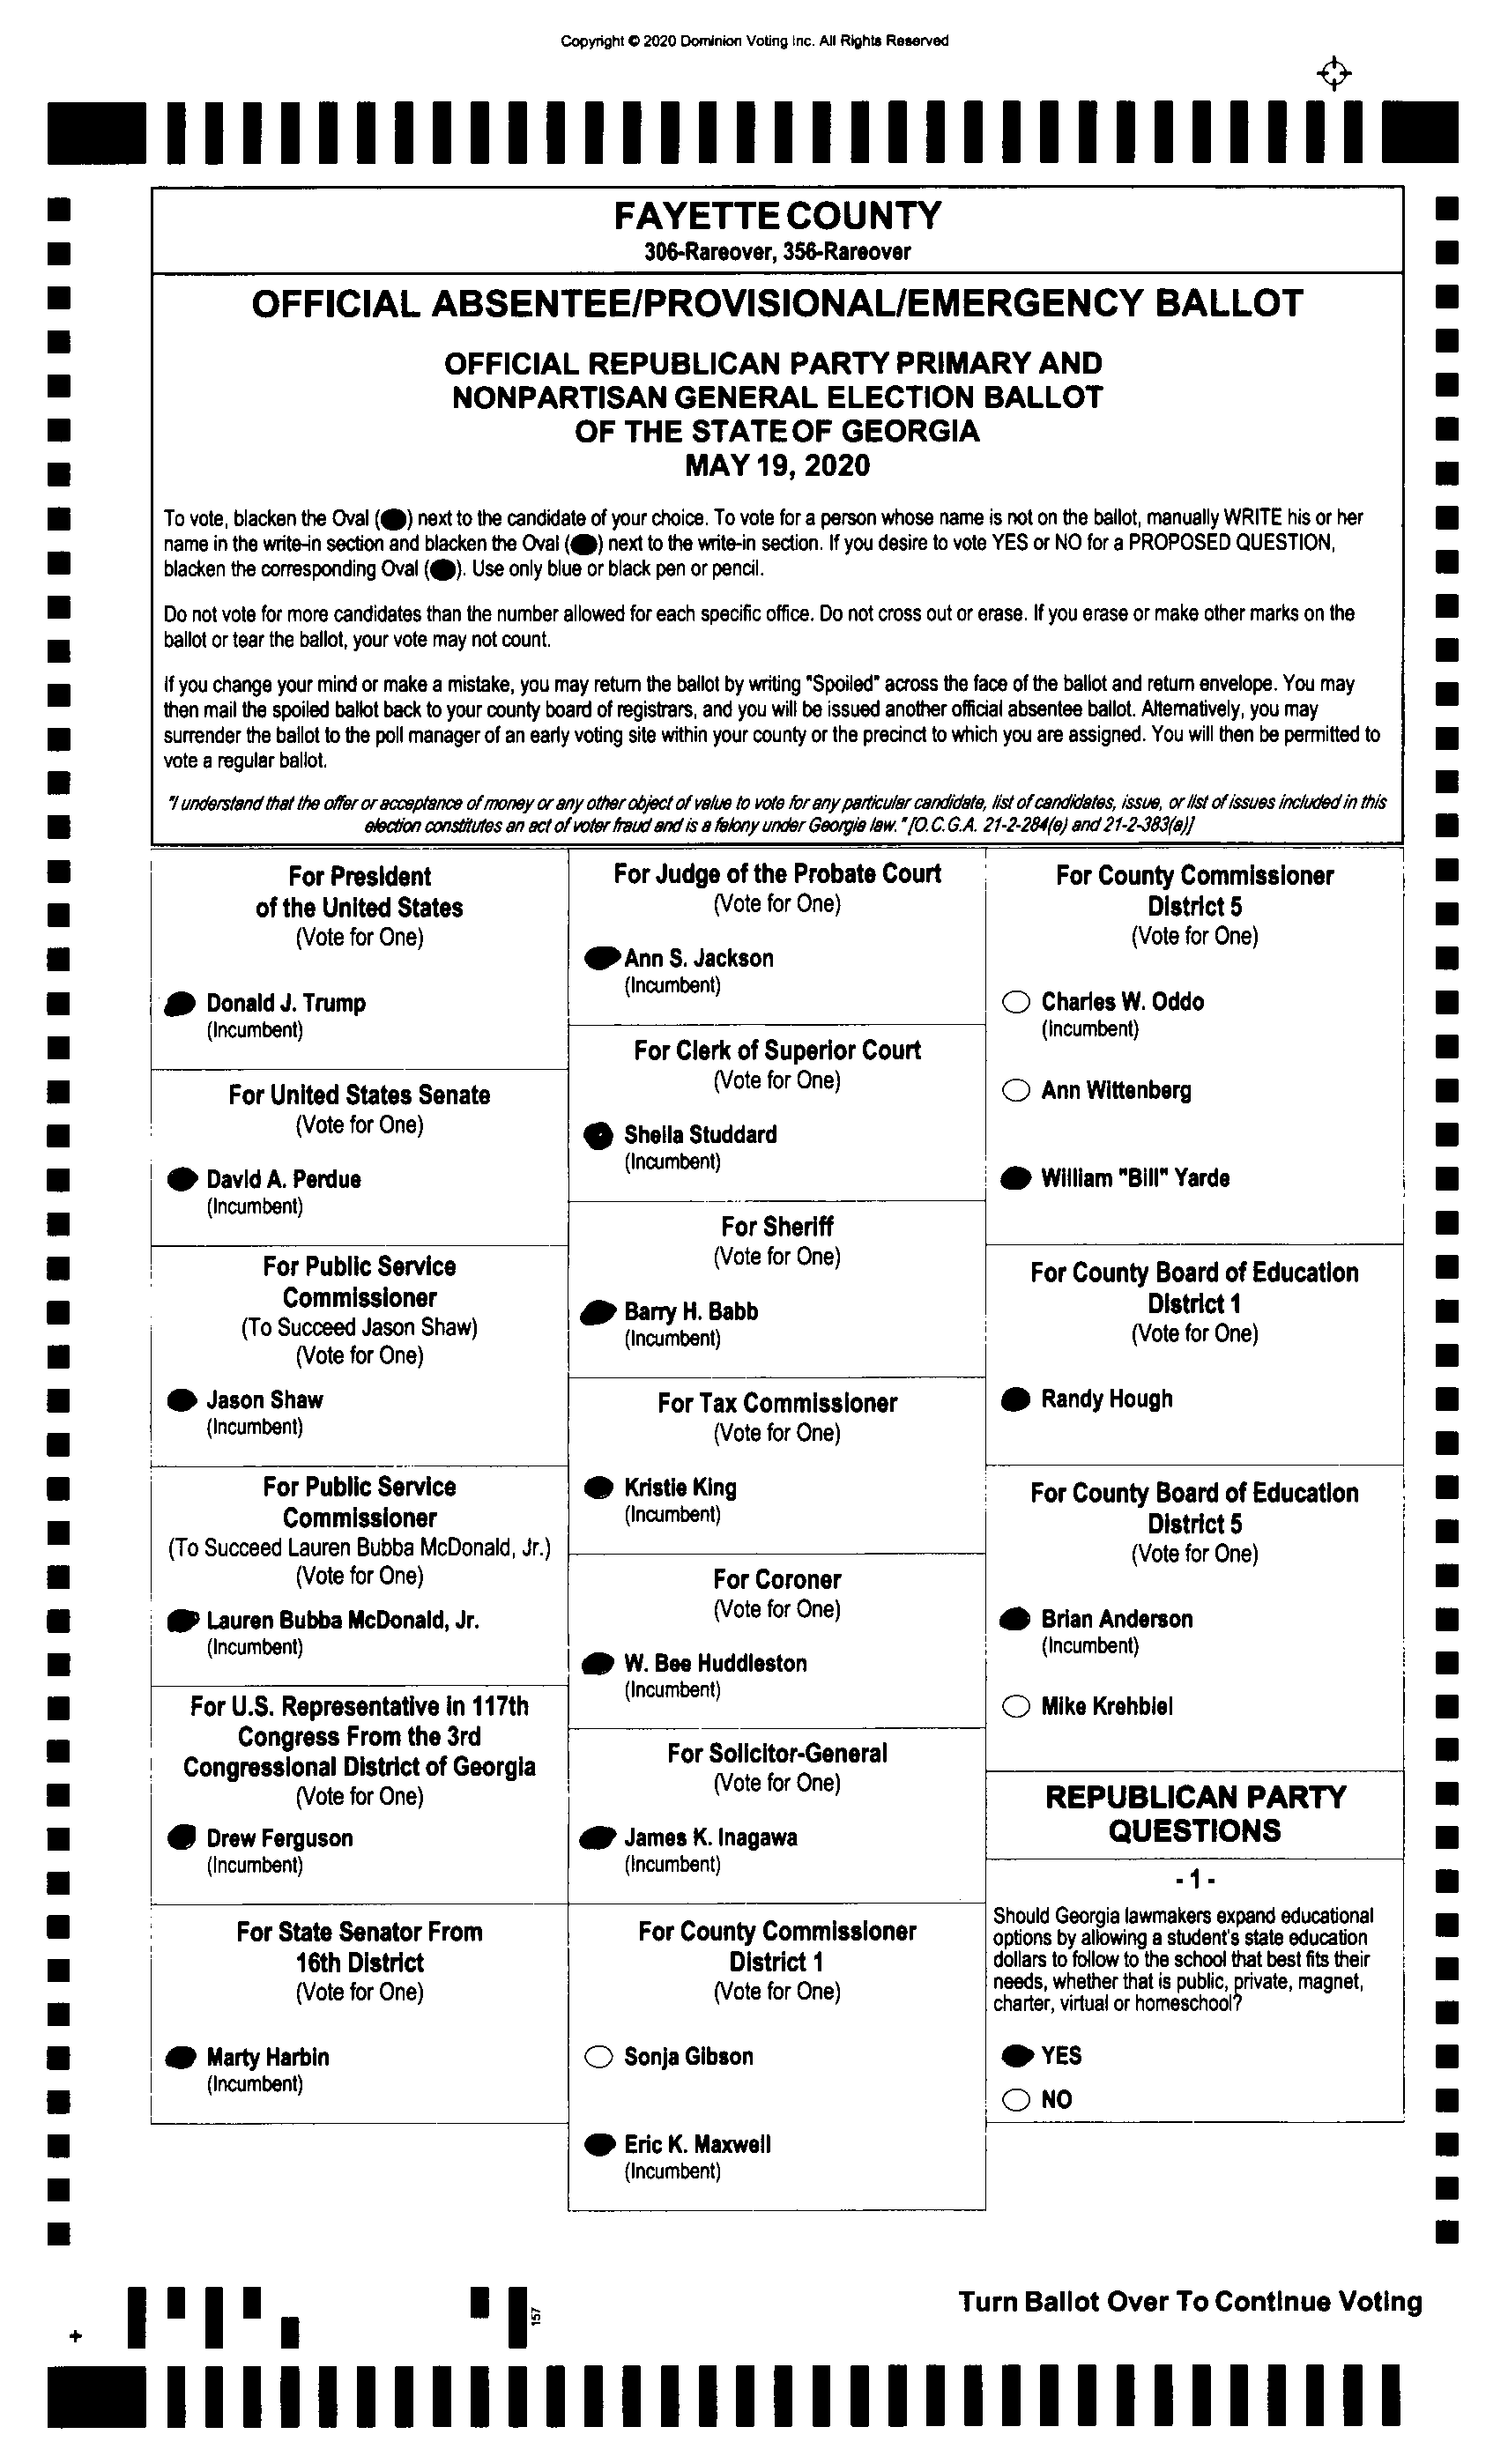 Copyright © 2020 Dominion Voting Inc. All Rights Reserved
FAYETTE COUNTY
306-Rareover, 356-Rareover
OFFICIAL ABSENTEE/PROVISIONAL/EMERGENCY BALLOT
OFFICIAL REPUBLICAN PARTY PRIMARY AND
NONPARTISAN GENERAL ELECTION BALLOT
OF THE STATE OF GEORGIA
MAY 19, 2020
To vote, blacken the Oval ( ) next to the candidate of your choice. To vote for a person whose name is not on the ballot, manually WRITE his or her
name in the write-in section and blacken the Oval ( ) next to the write-in section. If you desire to vote YES or NO for a PROPOSED QUESTION,
blacken the corresponding Oval ( ). Use only blue or black pen or pencil.
Do not vote for more candidates than the number allowed for each specific office. Do not cross out or erase. If you erase or make other marks on the
ballot or tear the ballot, your vote may not count.
If you change your mind or make a mistake, you may return the ballot by writing "Spoiled" across the face of the ballot and return envelope. You may
then mail the spoiled ballot back to your county board of registrars, and you will be issued another official absentee ballot. Alternatively, you may
surrender the ballot to the poll manager of an early voting site within your county or the precinct to which you are assigned. You will then be permitted to
vote a regular ballot.
"I understand that the offer or acceptance of money or any other object of value to vote for any particular candidate, list of candidates, issue, or list of issues included in this
election constitutes an act of voter fraud and is a felony under Georgia law." [O.C.G.A. 21-2-284(e) and 21-2-383(a)]
For President
of the United States
(Vote for One)
Donald J. Trump
(Incumbent)
For United States Senate
(Vote for One)
David A. Perdue
(Incumbent)
For Public Service
Commissioner
(To Succeed Jason Shaw)
(Vote for One)
Jason Shaw
(Incumbent)
For Public Service
Commissioner
(To Succeed Lauren Bubba McDonald, Jr.)
(Vote for One)
Lauren Bubba McDonald, Jr.
(Incumbent)
For U.S. Representative in 117th
Congress From the 3rd
Congressional District of Georgia
(Vote for One)
Drew Ferguson
(Incumbent)
For State Senator From
16th District
(Vote for One)
Marty Harbin
(Incumbent)
For Judge of the Probate Court
(Vote for One)
Ann S. Jackson
(Incumbent)
For Clerk of Superior Court
(Vote for One)
Sheila Studdard
(Incumbent)
For Sheriff
(Vote for One)
Barry H. Babb
(Incumbent)
For Tax Commissioner
(Vote for One)
Kristie King
(Incumbent)
For Coroner
(Vote for One)
W. Bee Huddleston
(Incumbent)
For Solicitor-General
(Vote for One)
James K. Inagawa
(Incumbent)
For County Commissioner
District 1
(Vote for One)
Sonja Gibson
Eric K. Maxwell
(Incumbent)
For County Commissioner
District 5
(Vote for One)
Charles W. Oddo
(Incumbent)
Ann Wittenberg
William "Bill" Yarde
For County Board of Education
District 1
(Vote for One)
Randy Hough
For County Board of Education
District 5
(Vote for One)
Brian Anderson
(Incumbent)
Mike Krehbiel
REPUBLICAN PARTY
QUESTIONS
- 1 -
Should Georgia lawmakers expand educational
options by allowing a student's state education
dollars to follow to the school that best fits their
needs, whether that is public, private, magnet,
charter, virtual or homeschool?
YES
NO
157
Turn Ballot Over To Continue Voting